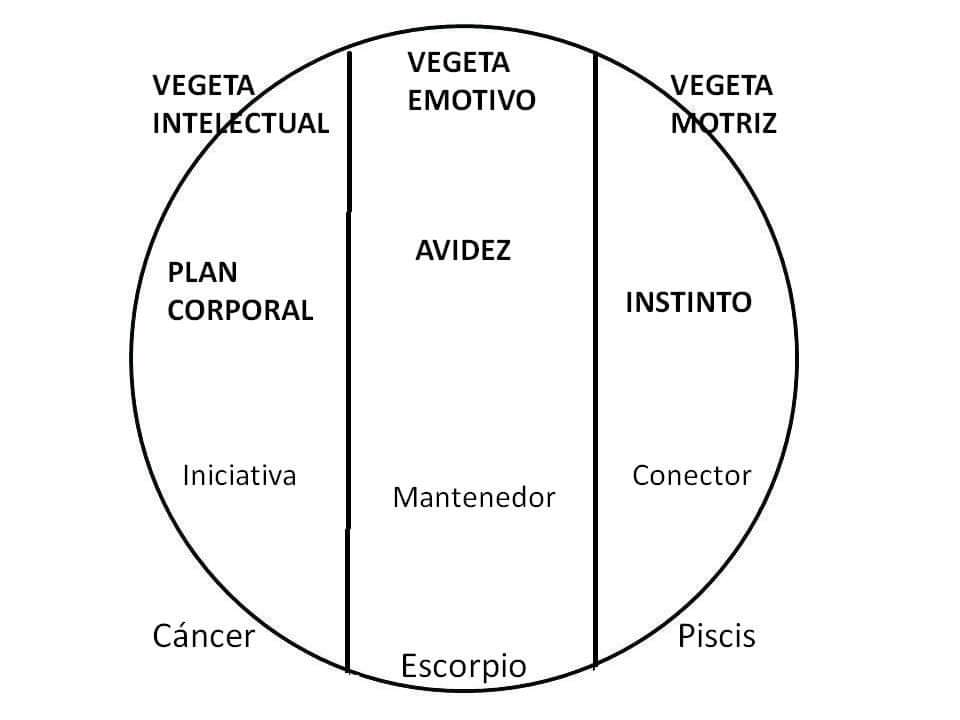 VEGETA
INTELECTUAL
VEGETA
EMOTIVO
VEGETA
MOTRIZ
PLAN
CORPORAL
AVIDEZ
INSTINTO
Iniciativa
Mantenedor
Conector
Cáncer
Escorpio
Piscis